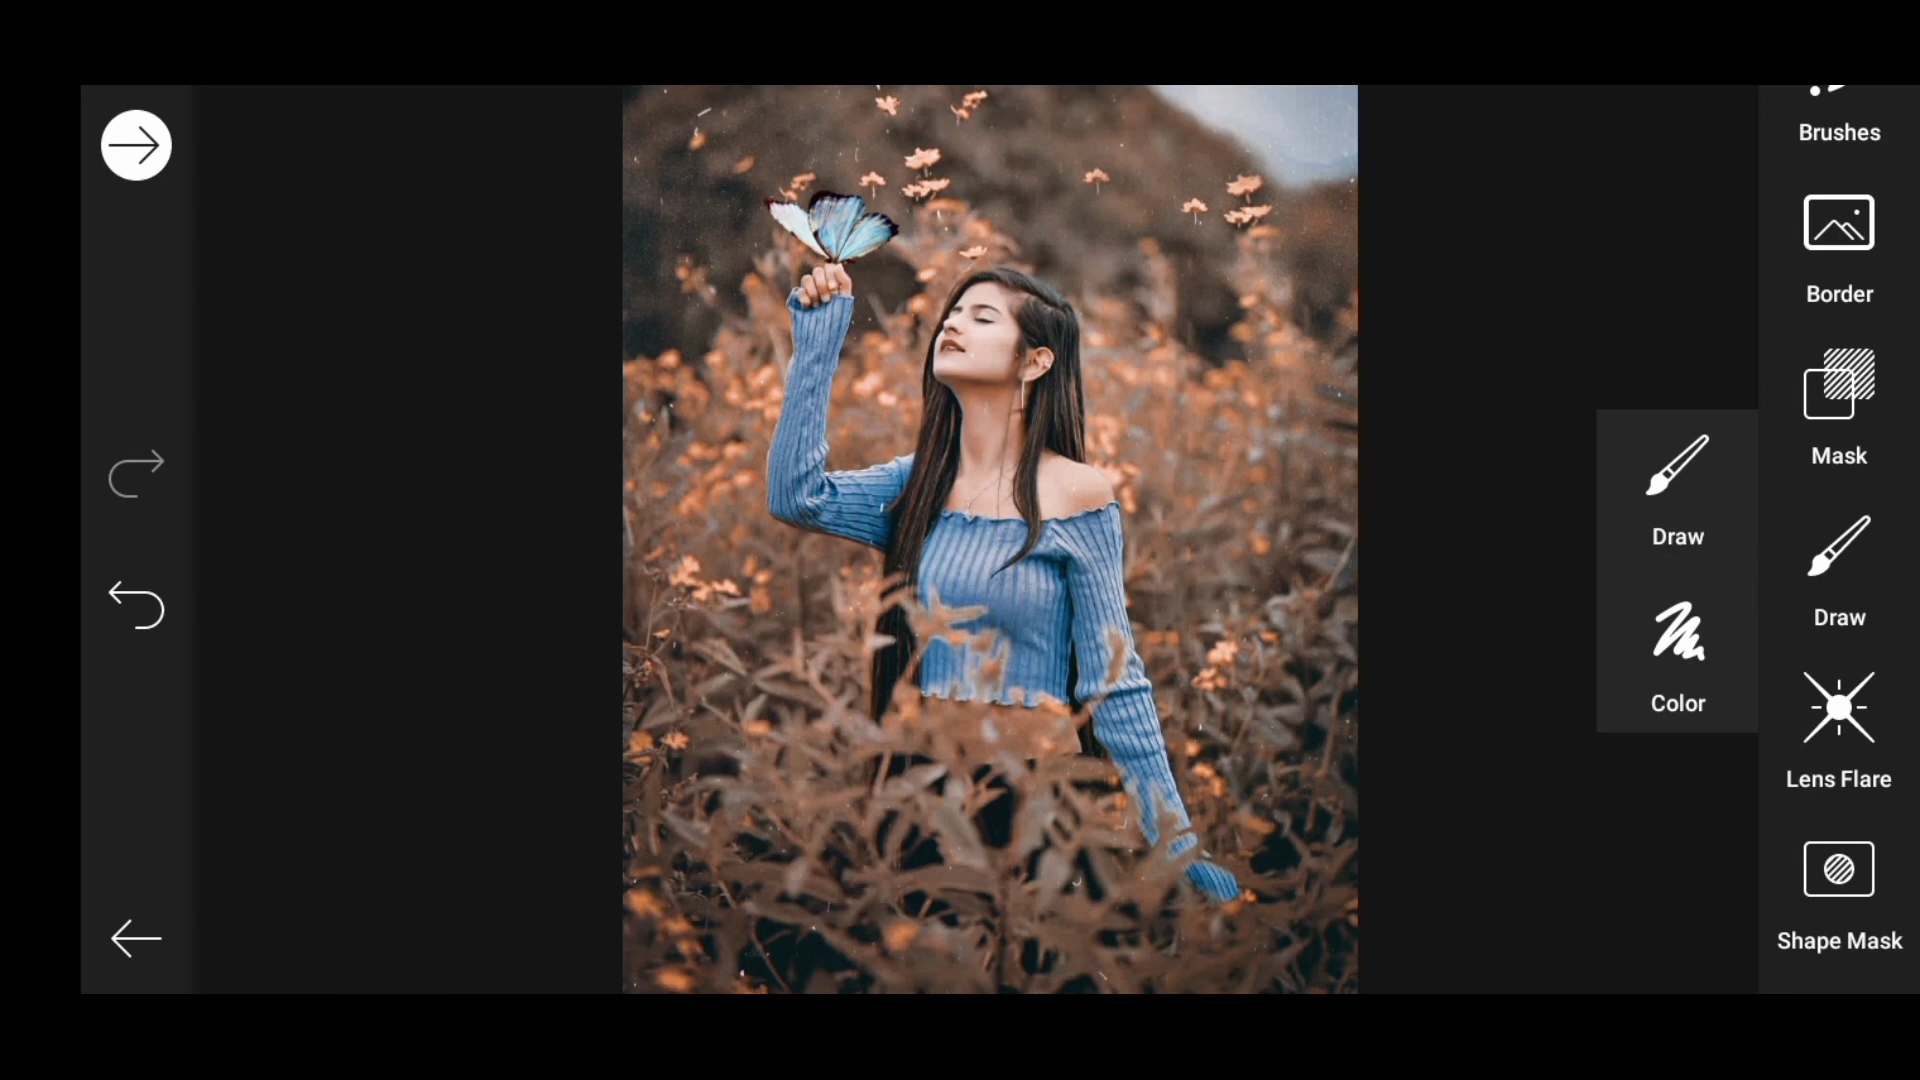 Brushes
Border
Mask
Draw
Draw
Color
Lens Flare
Shape Mask